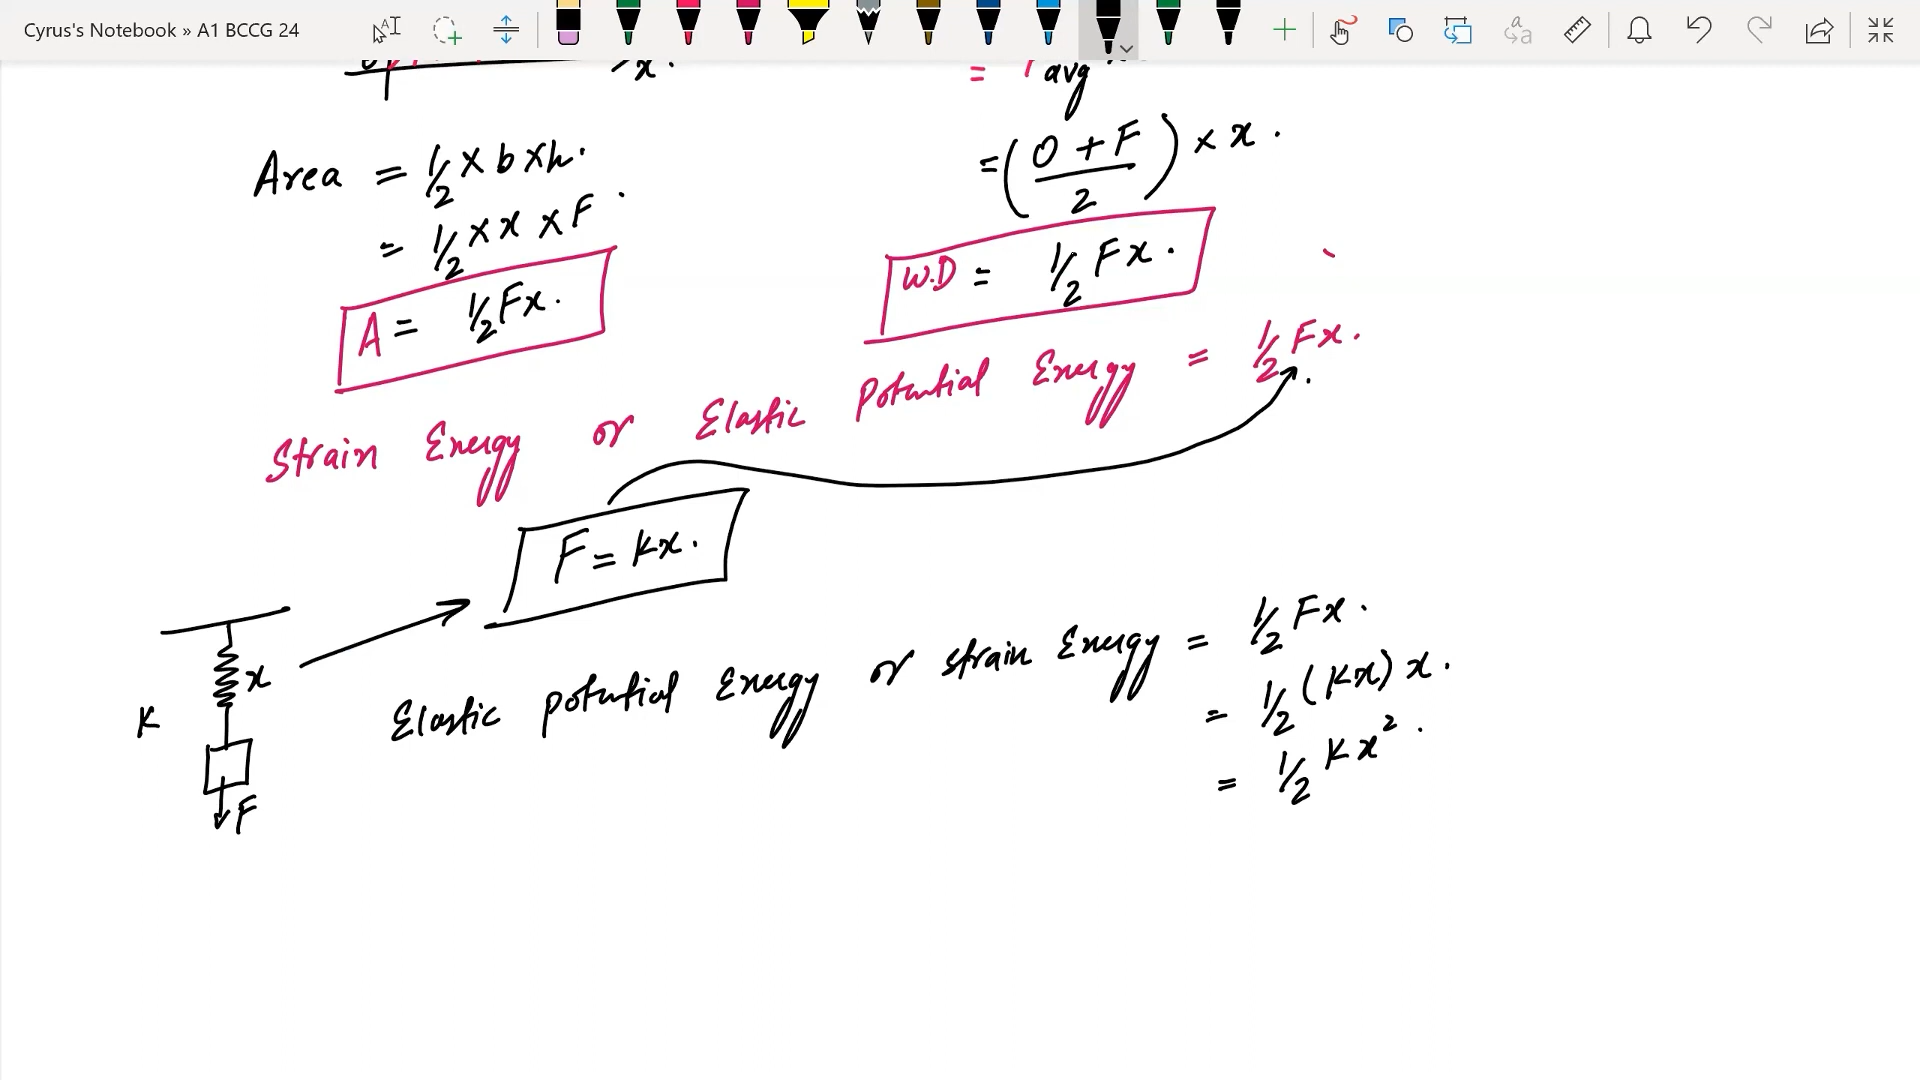 Cyrus's Notebook » A1 BCCG 24
x.
= avg
Area = 1/2 × b × h.
= 1/2 × x × F
A = 1/2 Fx.
= (0 + F / 2) × x.
W.D = 1/2 Fx.
Strain Energy or Elastic Potential Energy = 1/2 Fx.
F = kx.
K
x
F
Elastic potential Energy or strain Energy = 1/2 Fx.
= 1/2 (kx) x.
= 1/2 kx².